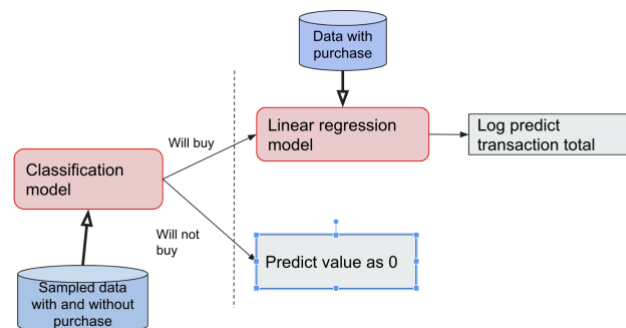 Data with
purchase
Linear regression
model
Log predict
transaction total
Will buy
Classification
model
Will not
buy
Predict value as 0
Sampled data
with and without
purchase